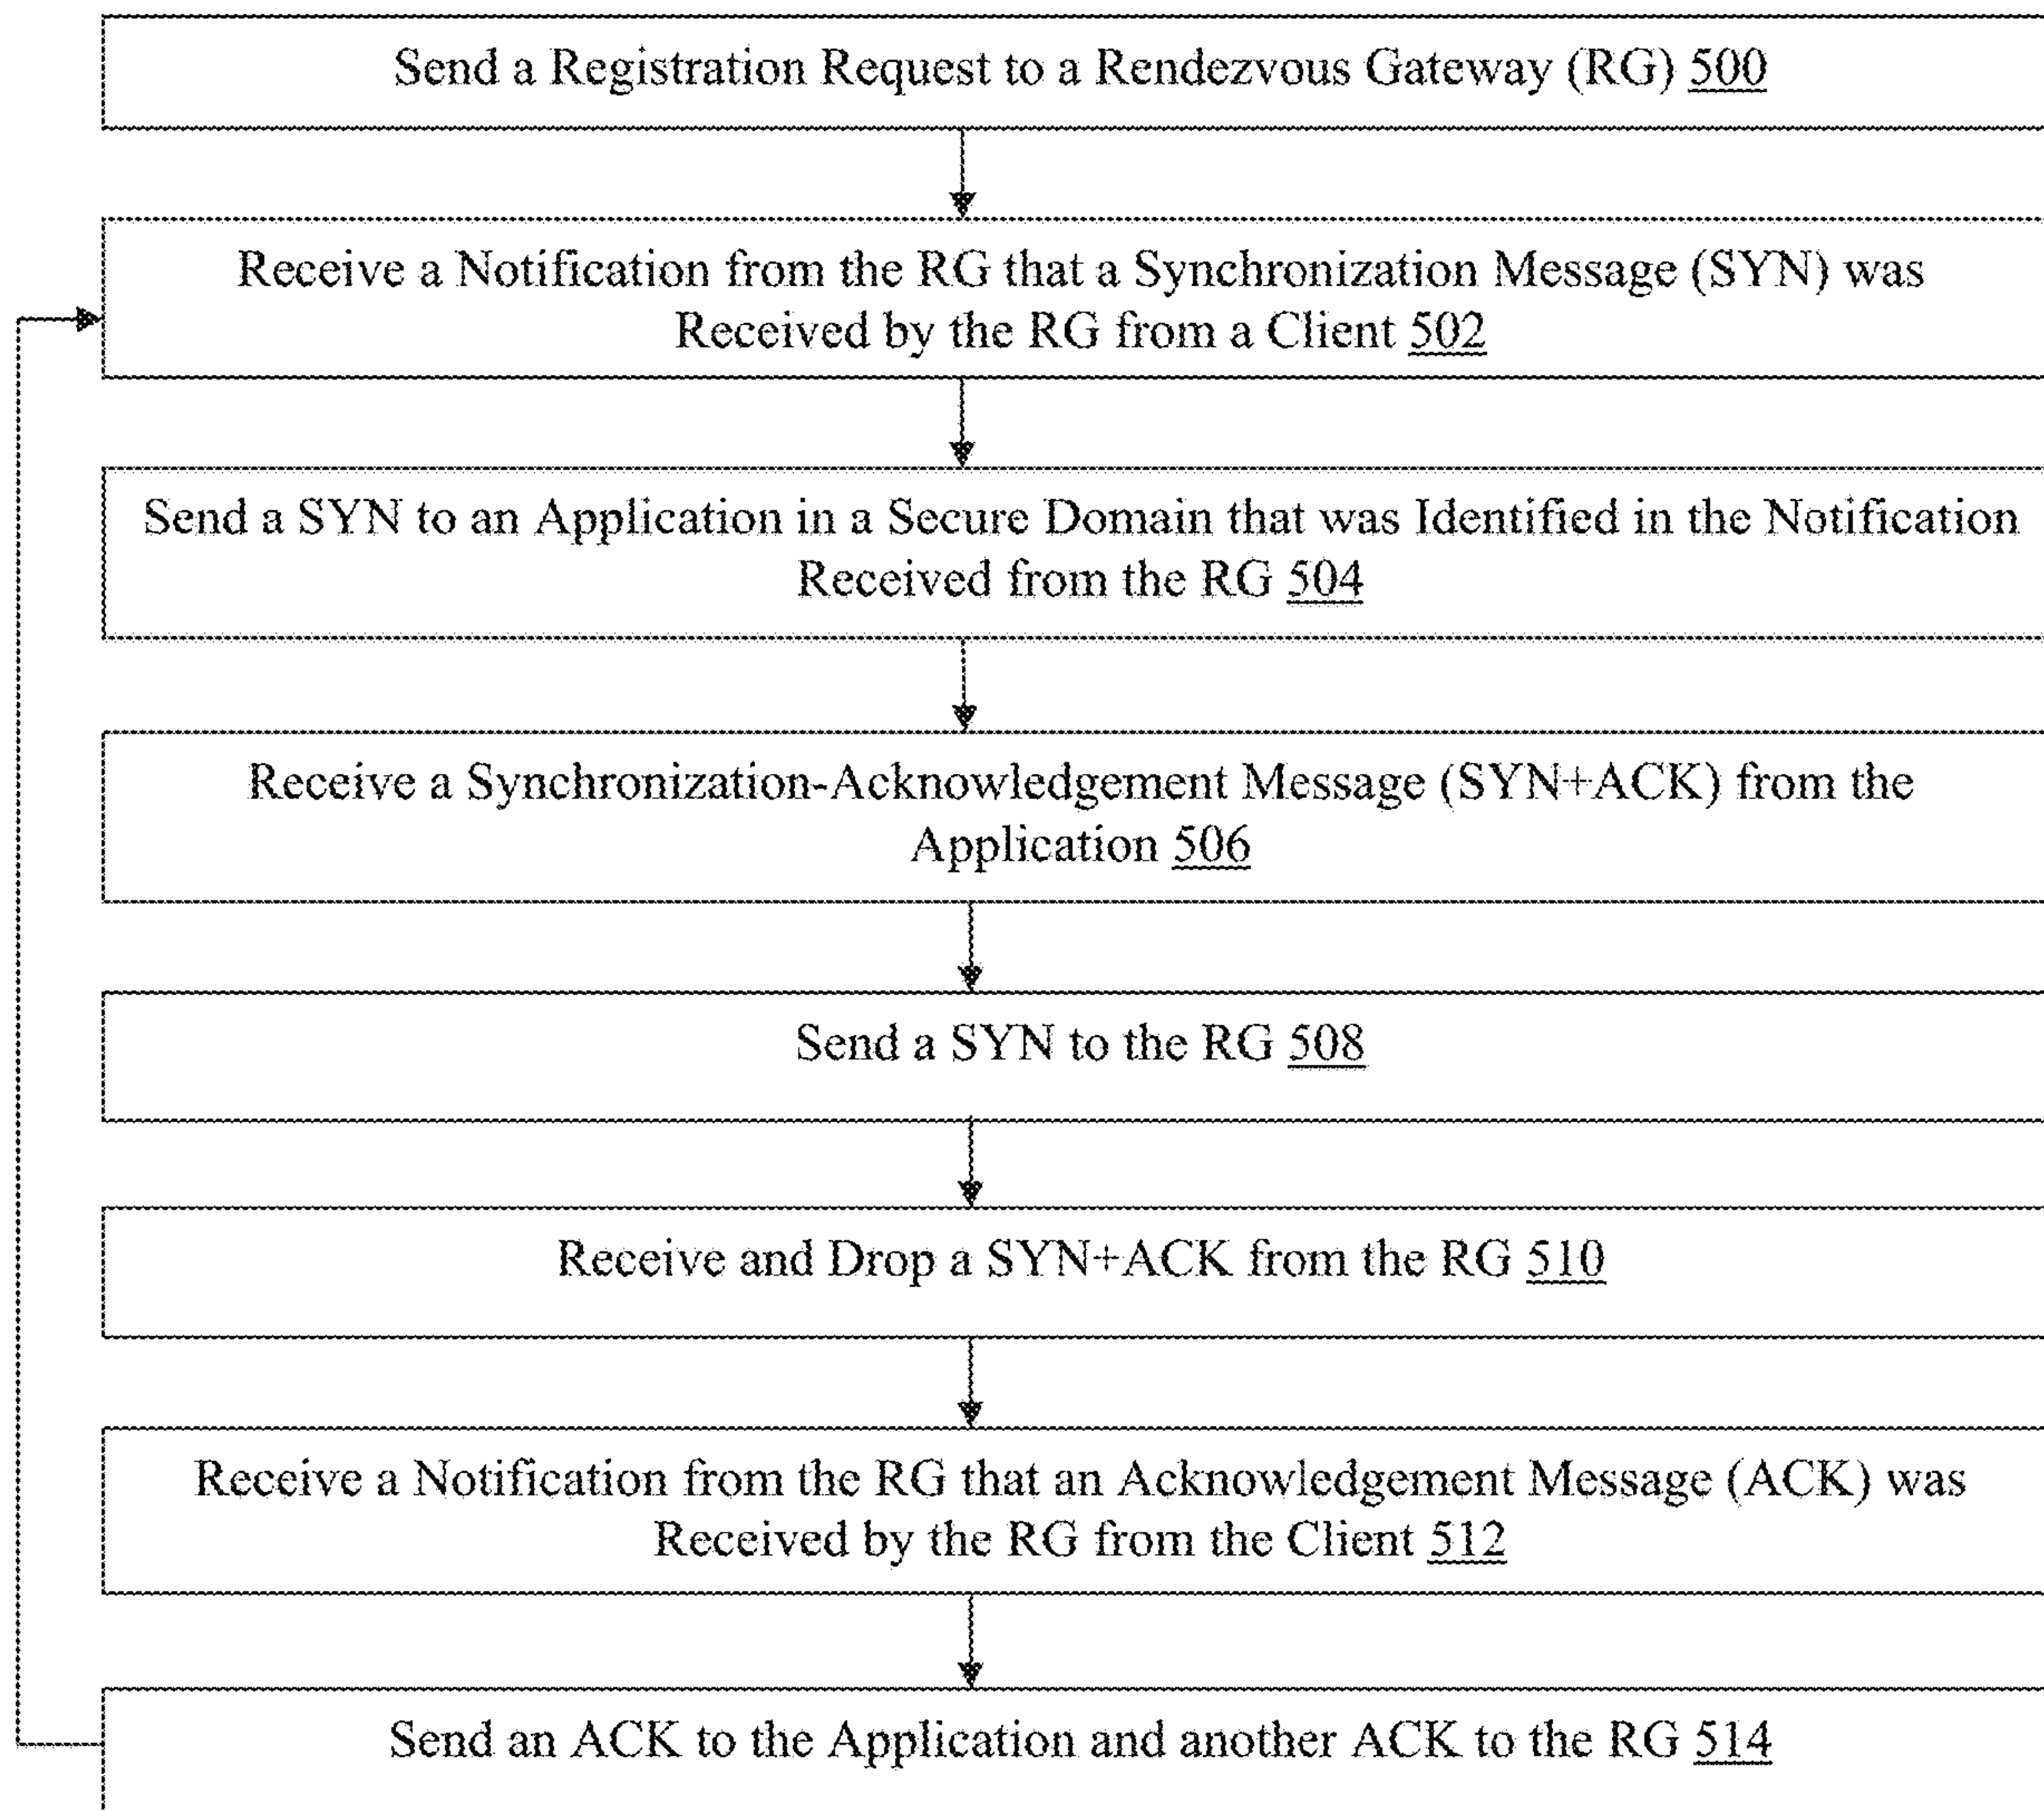 Send a Registration Request to a Rendezvous Gateway (RG) 500
Receive a Notification from the RG that a Synchronization Message (SYN) was
Received by the RG from a Client 502
Send a SYN to an Application in a Secure Domain that was Identified in the Notification
Received from the RG 504
Receive a Synchronization-Acknowledgement Message (SYN+ACK) from the
Application 506
Send a SYN to the RG 508
Receive and Drop a SYN+ACK from the RG 510
Receive a Notification from the RG that an Acknowledgement Message (ACK) was
Received by the RG from the Client 512
Send an ACK to the Application and another ACK to the RG 514